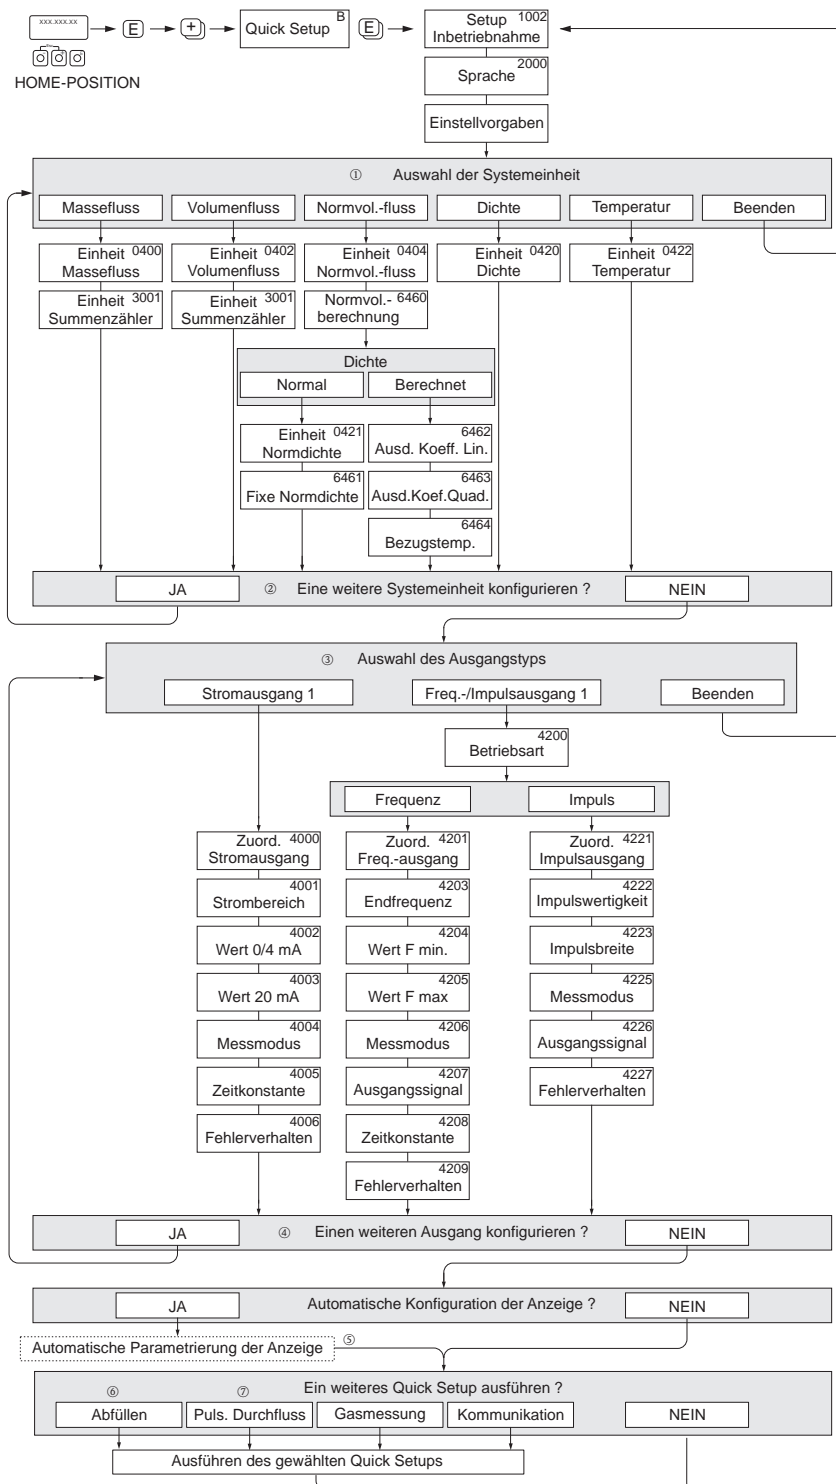 xxx.xxx.xx
Esc
- + E
HOME-POSITION
E
+
Quick Setup B
E
Setup 1002
Inbetriebnahme
2000
Sprache
Einstellvorgaben
① Auswahl der Systemeinheit
Massefluss Volumenfluss Normvol.-fluss Dichte Temperatur Beenden
Einheit 0400 Einheit 0402 Einheit 0404 Einheit 0420 Einheit 0422
Massefluss Volumenfluss Normvol.-fluss Dichte Temperatur
Einheit 3001 Einheit 3001 Normvol.- 6460
Summenzähler Summenzähler berechnung
Dichte
Normal Berechnet
Einheit 0421 6462
Normdichte Ausd. Koeff. Lin.
6461 6463
Fixe Normdichte Ausd.Koef.Quad.
6464
Bezugstemp.
JA ② Eine weitere Systemeinheit konfigurieren ? NEIN
③ Auswahl des Ausgangstyps
Stromausgang 1 Freq.-/Impulsausgang 1 Beenden
4200
Betriebsart
Frequenz Impuls
Zuord. 4000 Zuord. 4201 Zuord. 4221
Stromausgang Freq.-ausgang Impulsausgang
4001 4203 4222
Strombereich Endfrequenz Impulswertigkeit
4002 4204 4223
Wert 0/4 mA Wert F min. Impulsbreite
4003 4205 4225
Wert 20 mA Wert F max Messmodus
4004 4206 4226
Messmodus Messmodus Ausgangssignal
4005 4207 4227
Zeitkonstante Ausgangssignal Fehlerverhalten
4006 4208
Fehlerverhalten Zeitkonstante
4209
Fehlerverhalten
JA ④ Einen weiteren Ausgang konfigurieren ? NEIN
JA Automatische Konfiguration der Anzeige ? NEIN
Automatische Parametrierung der Anzeige ⑤
Ein weiteres Quick Setup ausführen ?
⑥ ⑦
Abfüllen Puls. Durchfluss Gasmessung Kommunikation NEIN
Ausführen des gewählten Quick Setups